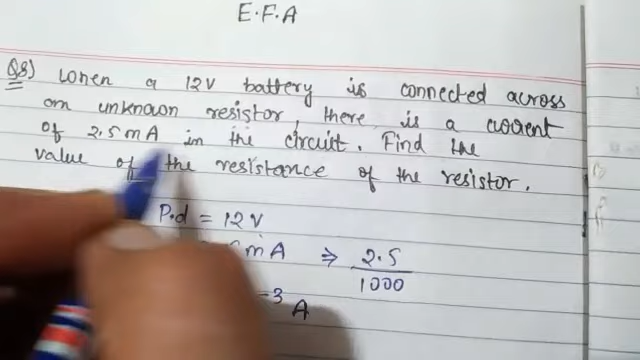 E.F.A
Q8) When a 12V battery is connected across
an unknown resistor, there is a current
of 2.5mA in the circuit. Find the
value of the resistance of the resistor.
P.d = 12V
mA ⇒ 2.5/1000
-3 A